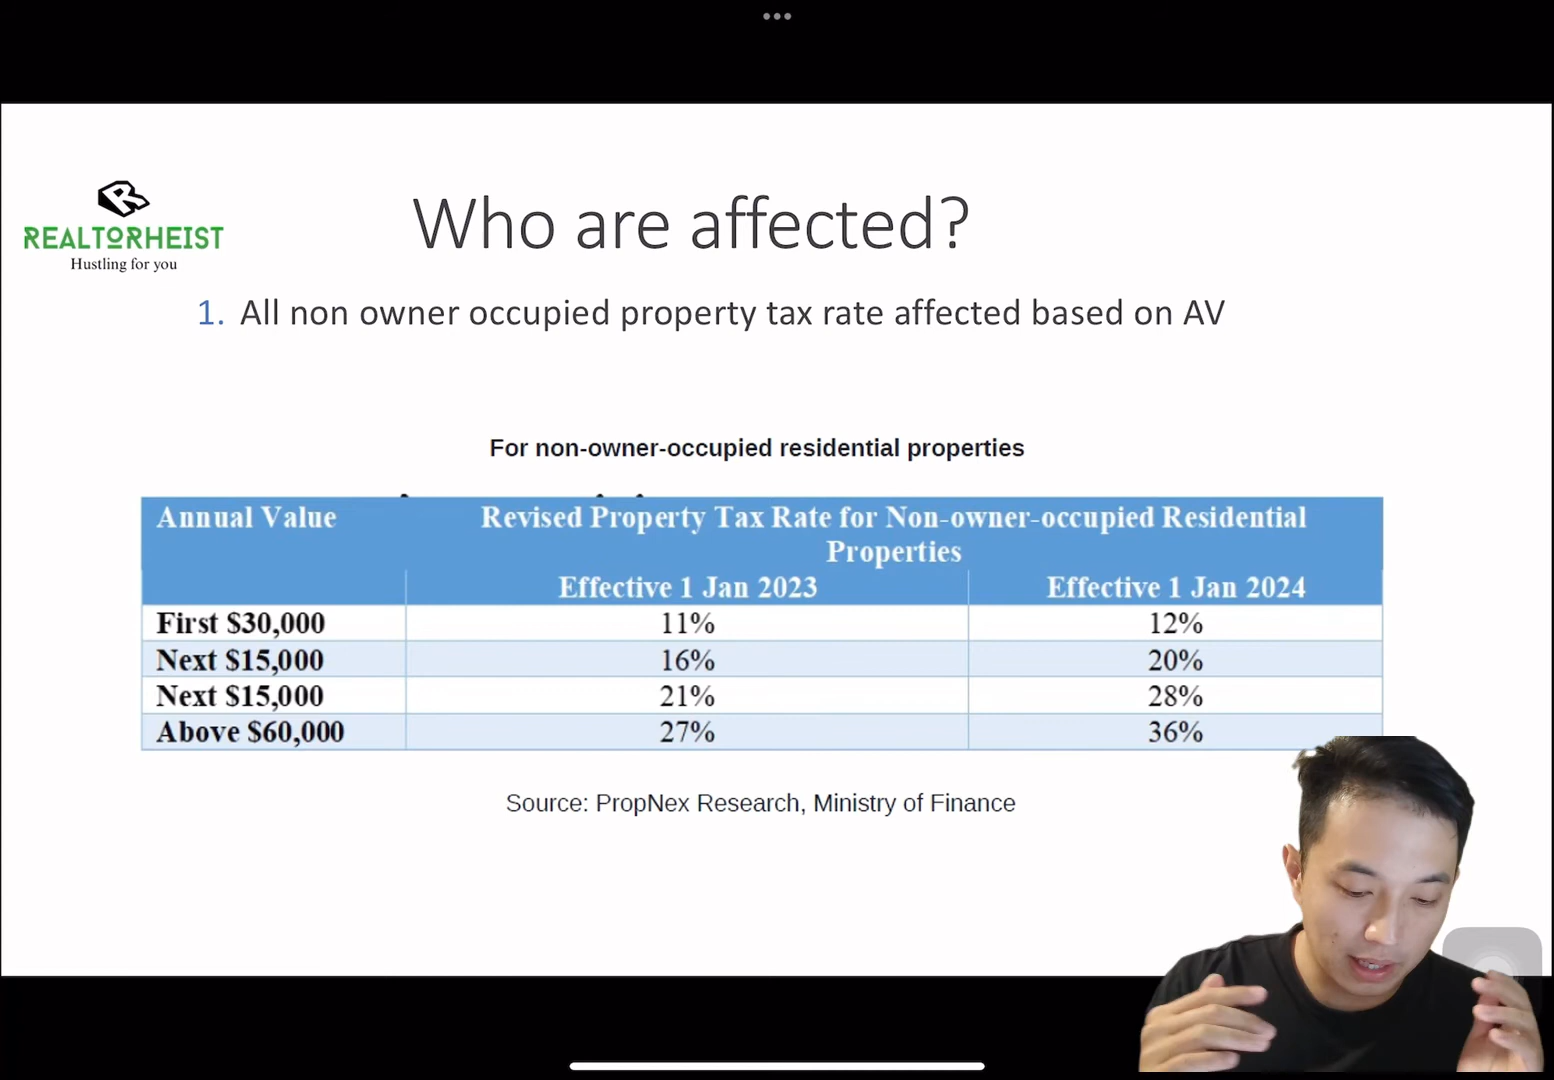 REALTORHEIST
Hustling for you
Who are affected?
1. All non owner occupied property tax rate affected based on AV
For non-owner-occupied residential properties
Annual Value
Revised Property Tax Rate for Non-owner-occupied Residential
Properties
Effective 1 Jan 2023 Effective 1 Jan 2024
First $30,000 11% 12%
Next $15,000 16% 20%
Next $15,000 21% 28%
Above $60,000 27% 36%
Source: PropNex Research, Ministry of Finance